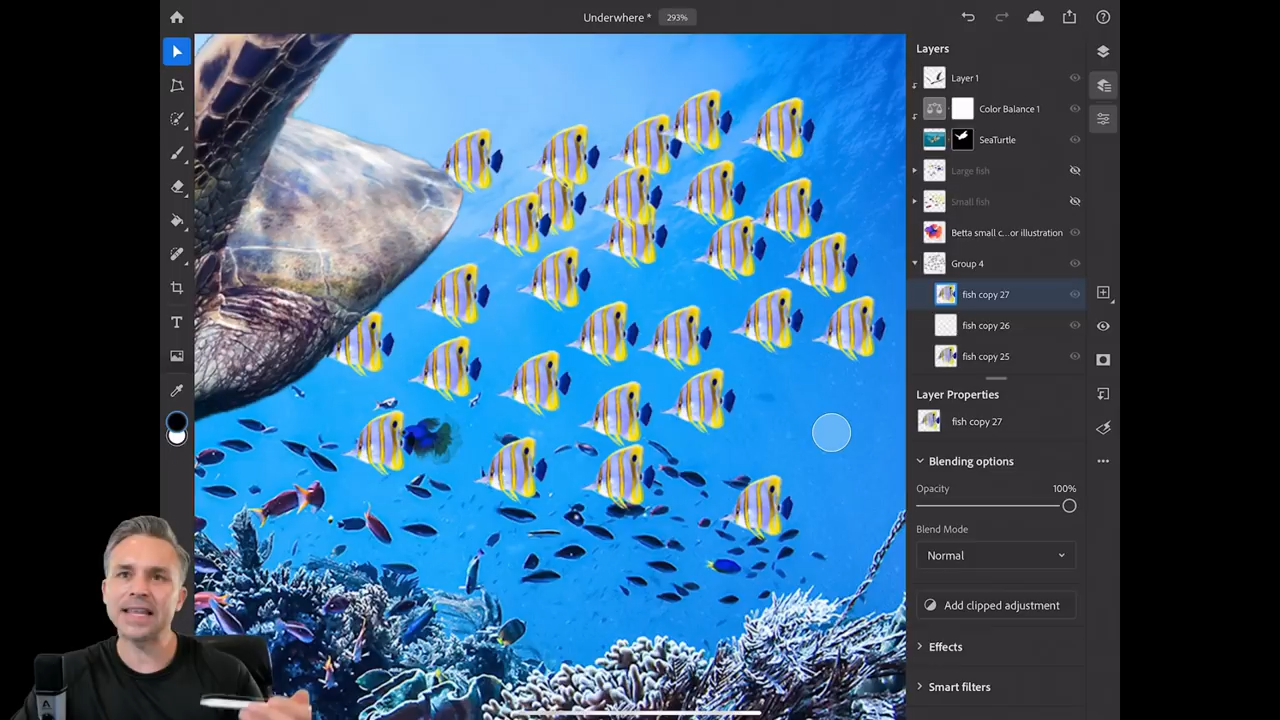 Underwhere * 293%
Layers
Layer 1
Color Balance 1
SeaTurtle
Large fish
Small fish
Betta small c...or illustration
Group 4
fish copy 27
fish copy 26
fish copy 25
Layer Properties
fish copy 27
Blending options
Opacity 100%
Blend Mode
Normal
Add clipped adjustment
Effects
Smart filters